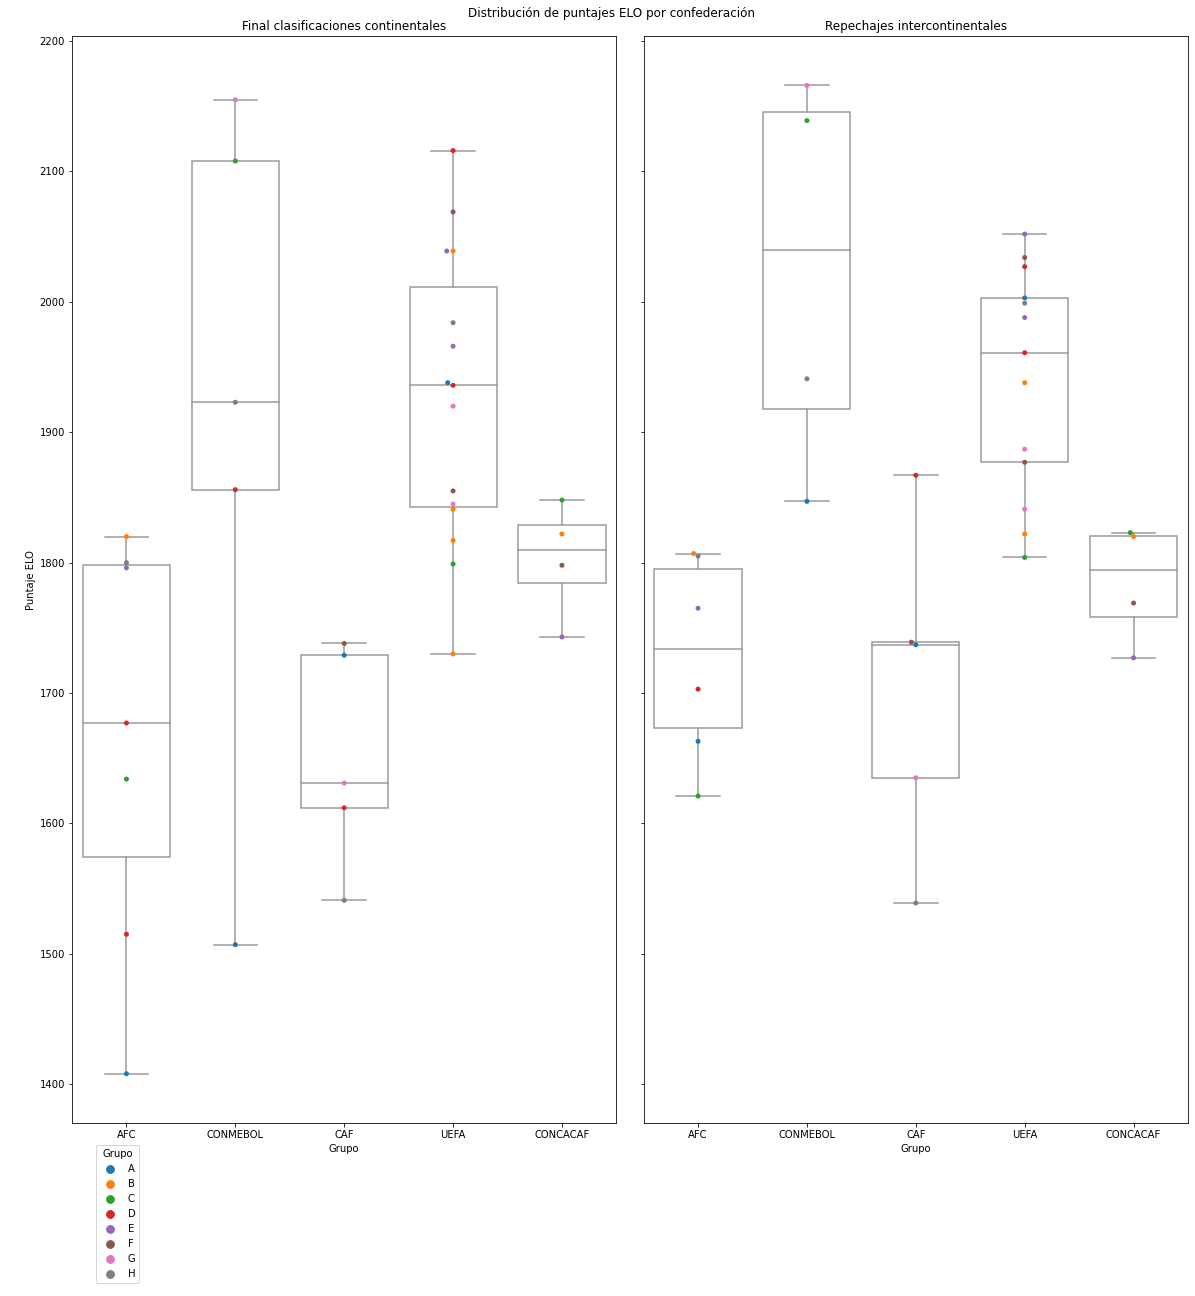 Distribución de puntajes ELO por confederación
Final clasificaciones continentales
Repechajes intercontinentales
Puntaje ELO
2200
2100
2000
1900
1800
1700
1600
1500
1400
AFC CONMEBOL CAF UEFA CONCACAF
Grupo
AFC CONMEBOL CAF UEFA CONCACAF
Grupo
Grupo
A
B
C
D
E
F
G
H